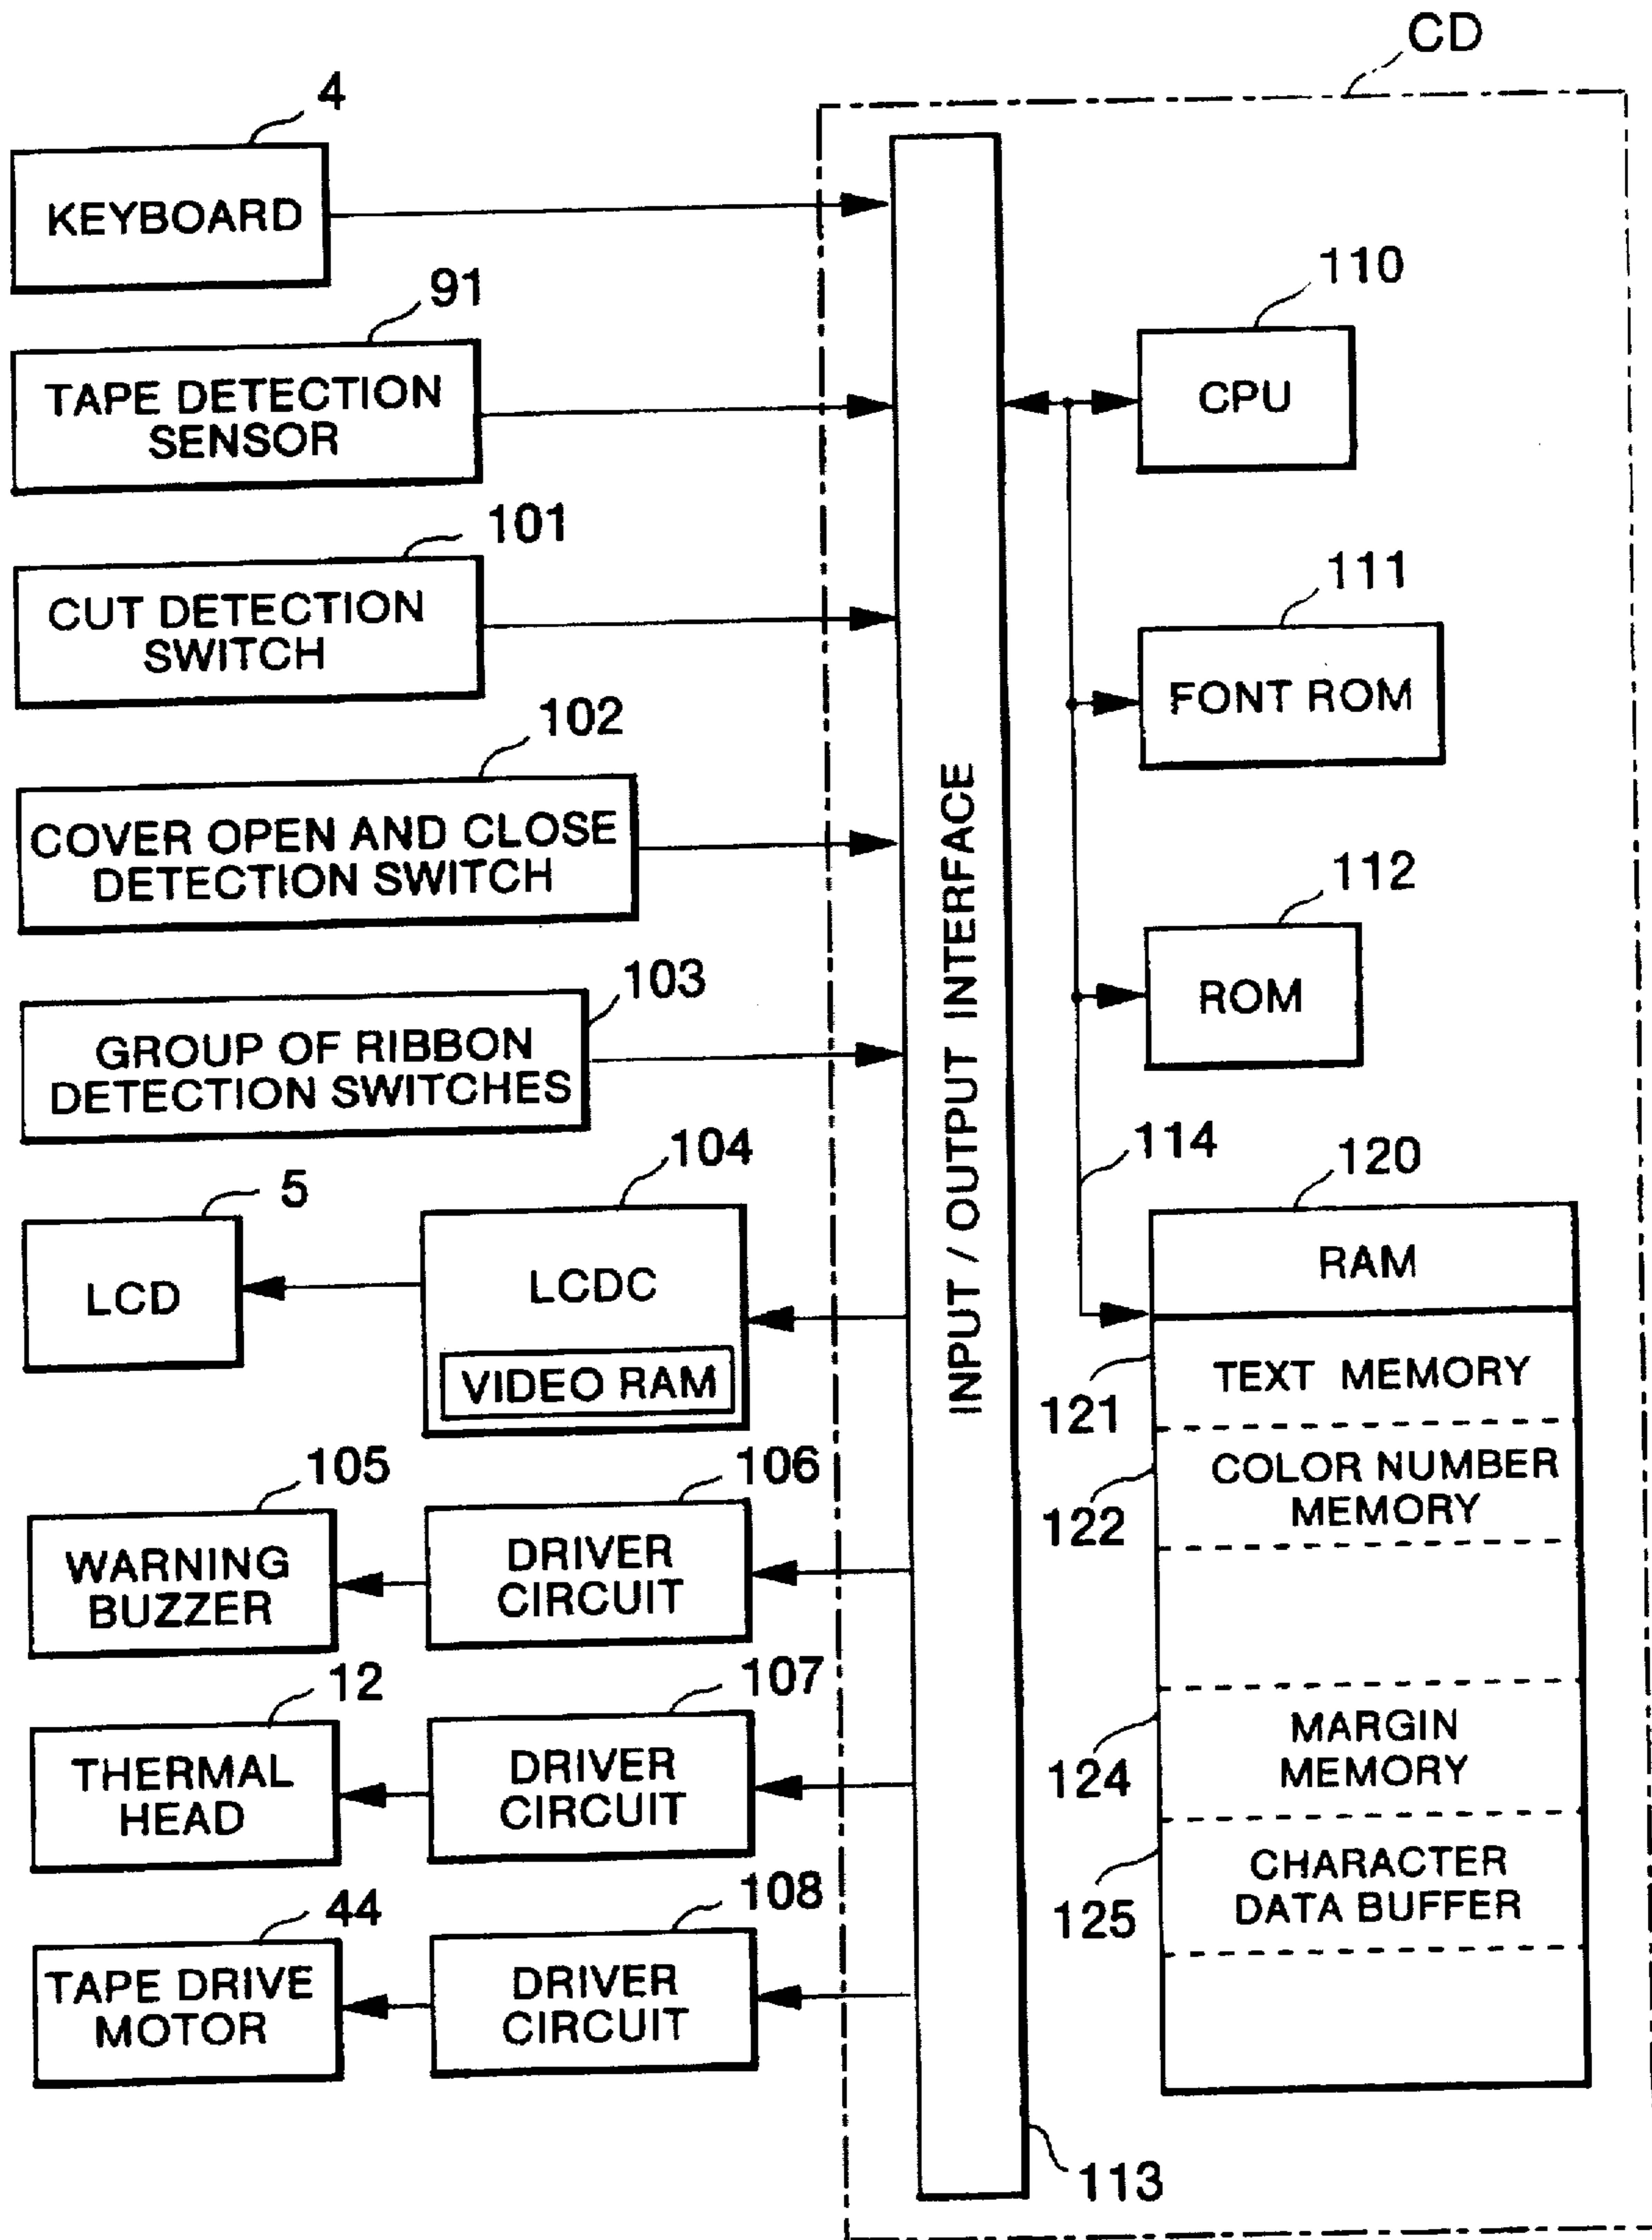 CD
4
KEYBOARD
91
TAPE DETECTION
SENSOR
101
CUT DETECTION
SWITCH
102
COVER OPEN AND CLOSE
DETECTION SWITCH
103
GROUP OF RIBBON
DETECTION SWITCHES
5
LCD
104
LCDC
VIDEO RAM
105
WARNING
BUZZER
106
DRIVER
CIRCUIT
12
THERMAL
HEAD
107
DRIVER
CIRCUIT
44
TAPE DRIVE
MOTOR
108
DRIVER
CIRCUIT
INPUT / OUTPUT INTERFACE
113
110
CPU
111
FONT ROM
112
ROM
114
120
RAM
121
TEXT MEMORY
122
COLOR NUMBER
MEMORY
124
MARGIN
MEMORY
125
CHARACTER
DATA BUFFER